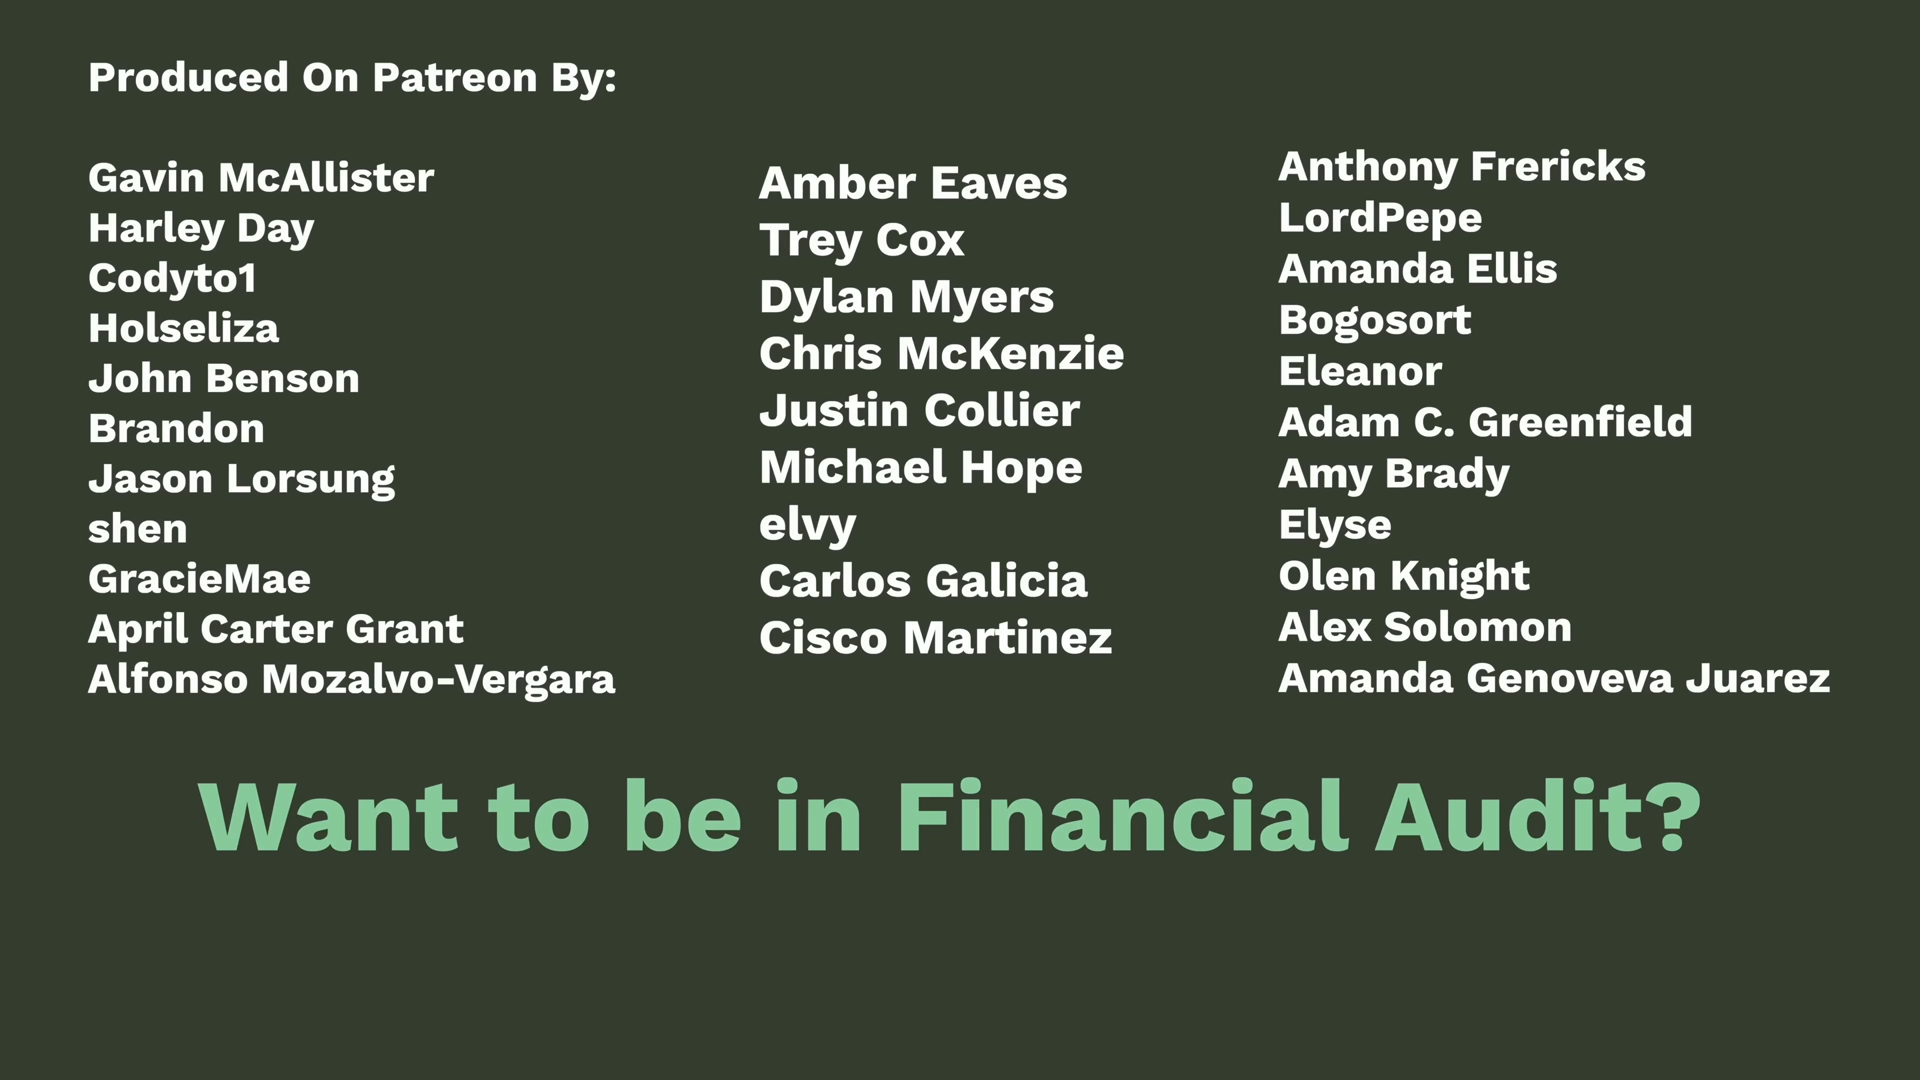 Produced On Patreon By:
Gavin McAllister
Harley Day
Codyto1
Holseliza
John Benson
Brandon
Jason Lorsung
shen
GracieMae
April Carter Grant
Alfonso Mozalvo-Vergara
Amber Eaves
Trey Cox
Dylan Myers
Chris McKenzie
Justin Collier
Michael Hope
elvy
Carlos Galicia
Cisco Martinez
Anthony Frericks
LordPepe
Amanda Ellis
Bogosort
Eleanor
Adam C. Greenfield
Amy Brady
Elyse
Olen Knight
Alex Solomon
Amanda Genoveva Juarez
Want to be in Financial Audit?